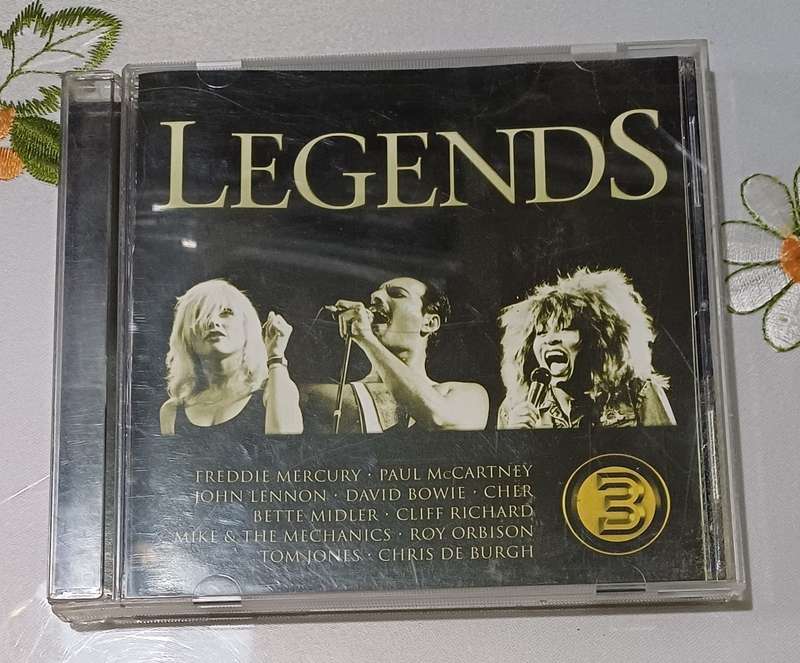 LEGENDS
FREDDIE MERCURY · PAUL McCARTNEY
JOHN LENNON · DAVID BOWIE · CHER
BETTE MIDLER · CLIFF RICHARD
MIKE & THE MECHANICS · ROY ORBISON
TOM JONES · CHRIS DE BURGH
3